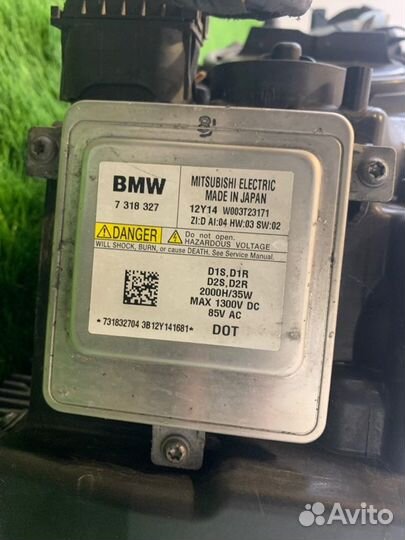 BMW
7 318 327
MITSUBISHI ELECTRIC
MADE IN JAPAN
12Y14 W003T23171
ZI:D AI:04 HW:03 SW:02
DANGER
Do not open.
HAZARDOUS VOLTAGE
WILL SHOCK, BURN, or cause DEATH. See Service Manual.
D1S,D1R
D2S,D2R
2000H/35W
MAX 1300V DC
85V AC
*731832704 3B12Y141681*
DOT
Avito